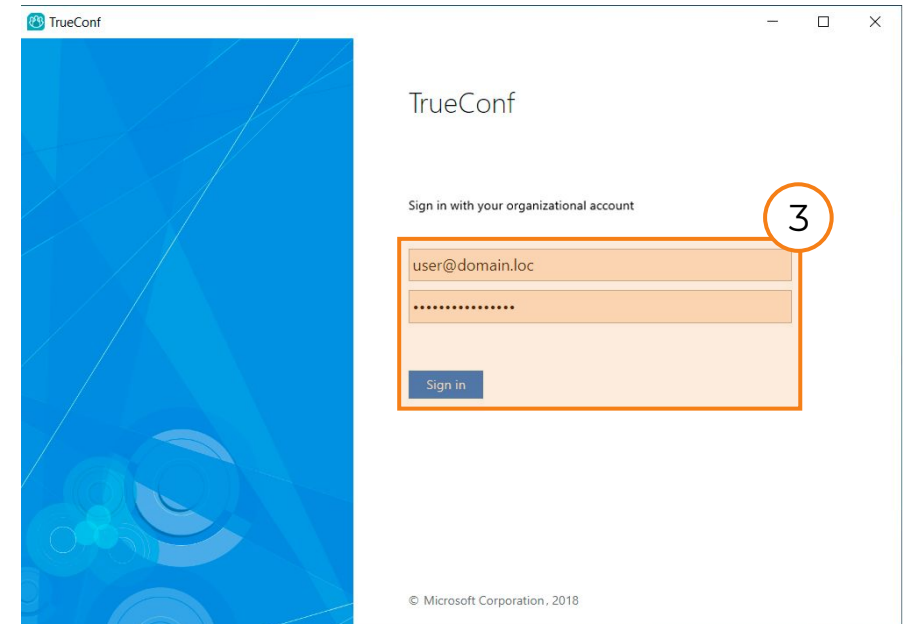 TrueConf
TrueConf
Sign in with your organizational account
3
user@domain.loc
••••••••••••••••
Sign in
© Microsoft Corporation, 2018